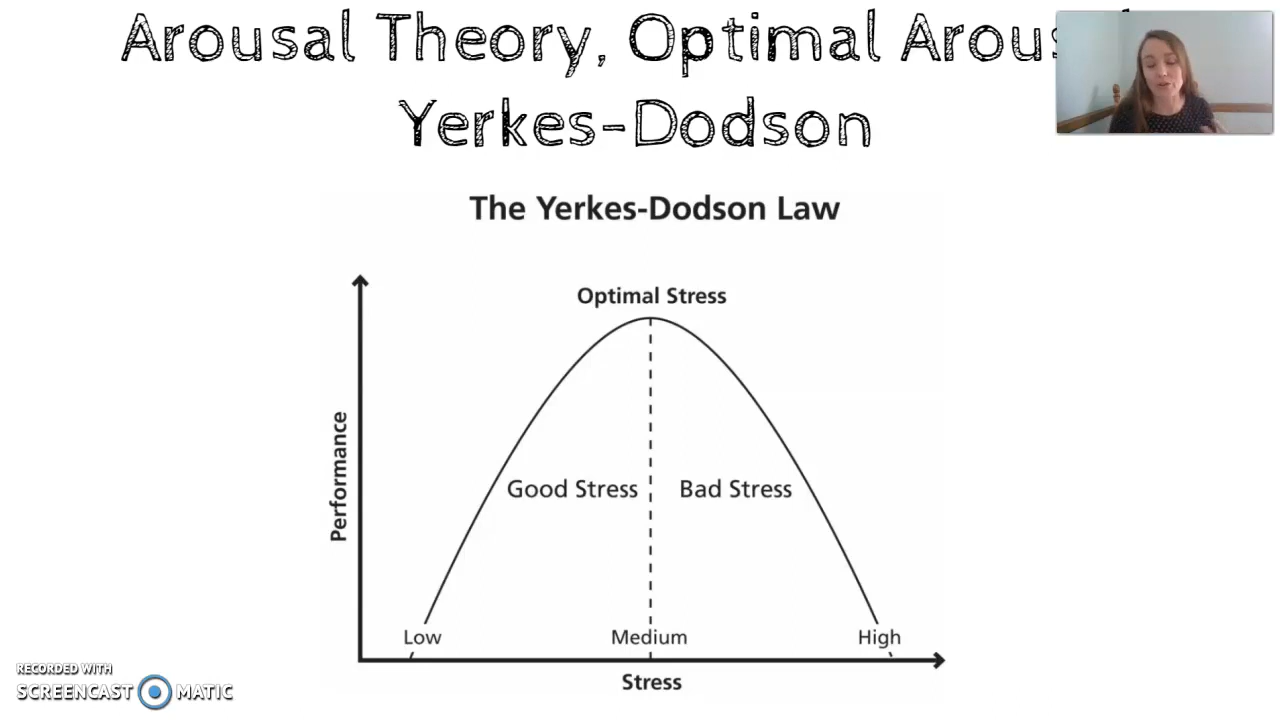 Arousal Theory, Optimal Arous
Yerkes-Dodson
The Yerkes-Dodson Law
Optimal Stress
Performance
Good Stress
Bad Stress
Low
Medium
High
Stress
RECORDED WITH
SCREENCAST MATIC